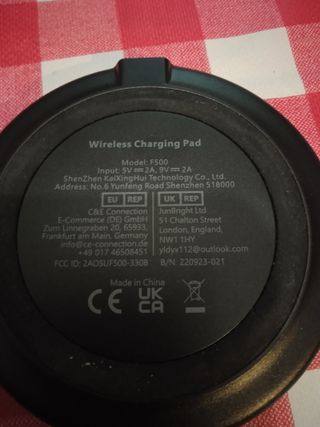 Wireless Charging Pad
Model: F500
Input: 5V⎓2A, 9V⎓2A
ShenZhen KaiXingHui Technology Co., Ltd.
Address: No.6 Yunfeng Road Shenzhen 518000
EU REP UK REP
C&E Connection JunBright Ltd
E-Commerce (DE) GmbH 51 Chalton Street
Zum Linnegraben 20, 65933, London, England,
Frankfurt am Main, Germany NW1 1HY
info@ce-connection.de yldyx112@outlook.com
+49 017 46508451
FCC ID: 2AOSUF500-330B B/N: 220923-021
Made in China
CE UK CA